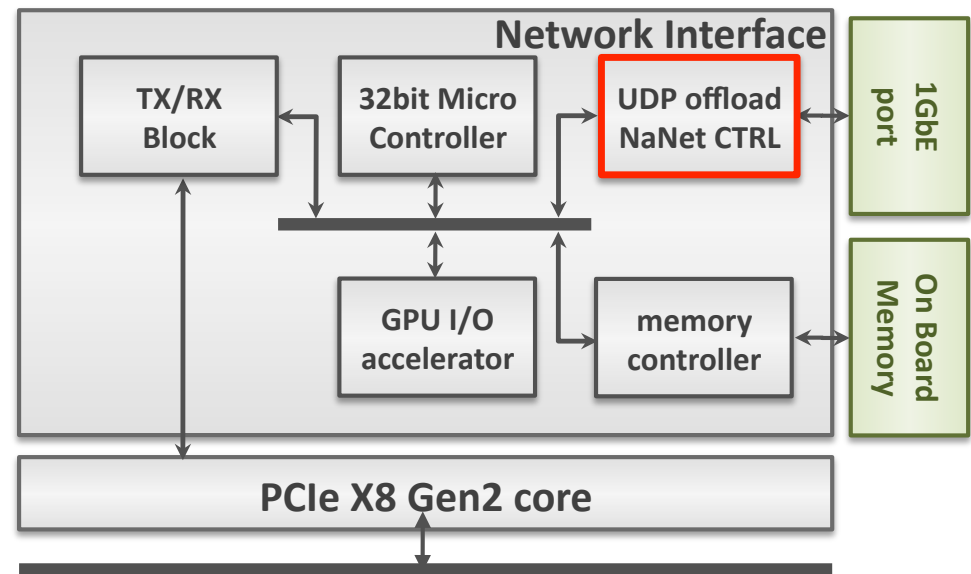 Network Interface
TX/RX
Block
32bit Micro
Controller
UDP offload
NaNet CTRL
1GbE
port
GPU I/O
accelerator
memory
controller
On Board
Memory
PCIe X8 Gen2 core